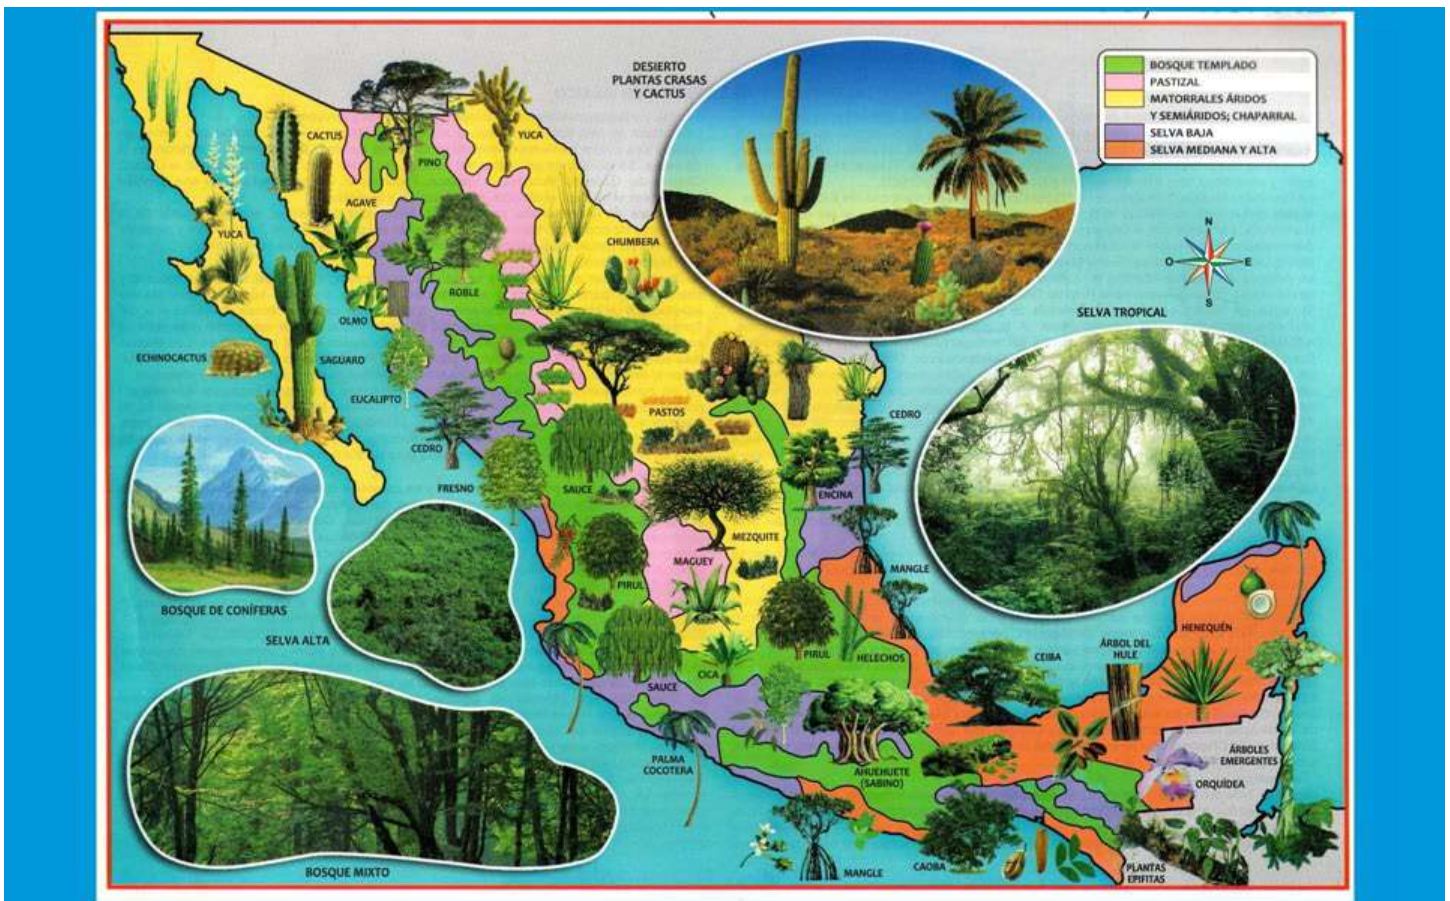 DESIERTO
PLANTAS CRASAS
Y CACTUS
BOSQUE TEMPLADO
PASTIZAL
MATORRALES ÁRIDOS
Y SEMIÁRIDOS; CHAPARRAL
SELVA BAJA
SELVA MEDIANA Y ALTA
CACTUS
YUCA
PINO
AGAVE
YUCA
CHUMBERA
N
O
E
S
ROBLE
OLMO
SELVA TROPICAL
ECHINOCACTUS
SAGUARO
EUCALIPTO
PASTOS
CEDRO
CEDRO
FRESNO
SAUCE
ENCINA
MEZQUITE
MAGUEY
MANGLE
PIRUL
BOSQUE DE CONÍFERAS
SELVA ALTA
HENEQUÉN
PIRUL
HELECHOS
CEIBA
ÁRBOL DEL
HULE
CICA
SAUCE
PALMA
COCOTERA
AHUEHUETE
(SABINO)
ÁRBOLES
EMERGENTES
ORQUÍDEA
BOSQUE MIXTO
MANGLE
CAOBA
PLANTAS
EPIFITAS